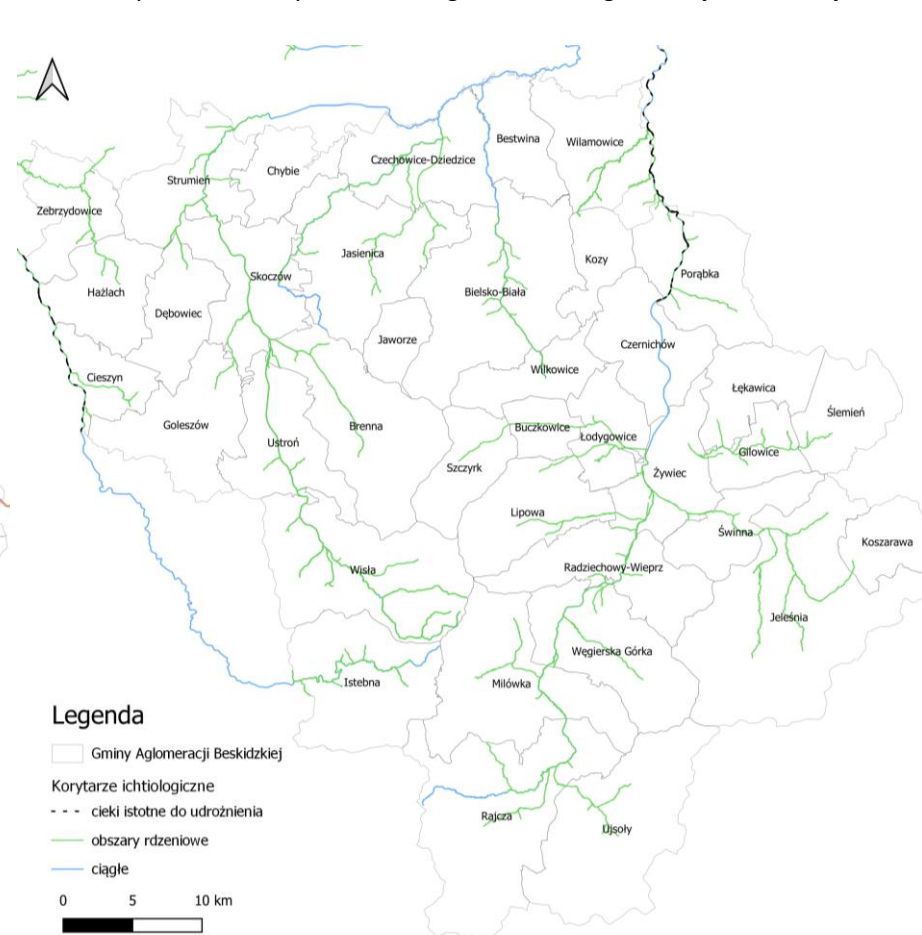 Bestwina
Wilamowice
Czechowice-Dziedzice
Chybie
Strumień
Zebrzydowice
Jasienica
Kozy
Skoczów
Porąbka
Hażlach
Bielsko-Biała
Dębowiec
Jaworze
Czernichów
Wilkowice
Cieszyn
Łękawica
Ślemień
Goleszów
Brenna
Buczkowice
Ustroń
Łodygowice
Gilowice
Szczyrk
Żywiec
Lipowa
Świnna
Koszarawa
Wisła
Radziechowy-Wieprz
Jeleśnia
Węgierska Górka
Istebna
Milówka
Rajcza
Ujsoły
Legenda
Gminy Aglomeracji Beskidzkiej
Korytarze ichtiologiczne
cieki istotne do udrożnienia
obszary rdzeniowe
ciągłe
0 5 10 km